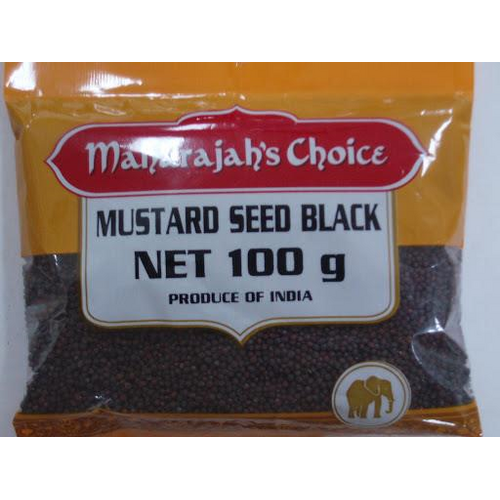 Maharajah's Choice
MUSTARD SEED BLACK
NET 100 g
PRODUCE OF INDIA